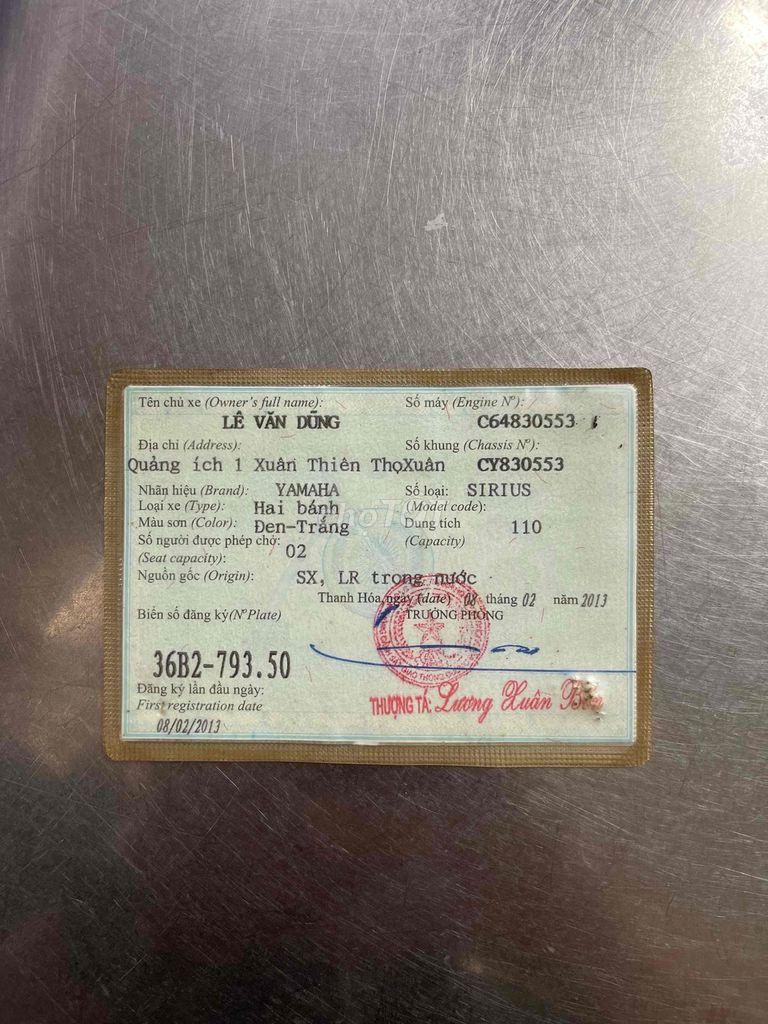 Tên chủ xe (Owner's full name):
LÊ VĂN DŨNG
Số máy (Engine Nº):
C64830553
Địa chỉ (Address):
Quảng ích 1 Xuân Thiên ThọXuân
Số khung (Chassis Nº):
CY830553
Nhãn hiệu (Brand): YAMAHA
Số loại: SIRIUS
(Model code):
Loại xe (Type): Hai bánh
Màu sơn (Color): Đen-Trắng
Dung tích 110
(Capacity)
Số người được phép chở: 02
(Seat capacity):
Nguồn gốc (Origin): SX, LR trong nước
Thanh Hóa, ngày (date) 08 tháng 02 năm 2013
TRƯỞNG PHÒNG
Biển số đăng ký(NºPlate)
36B2-793.50
Đăng ký lần đầu ngày:
First registration date
08/02/2013
THƯỢNG TÁ: Lương Xuân